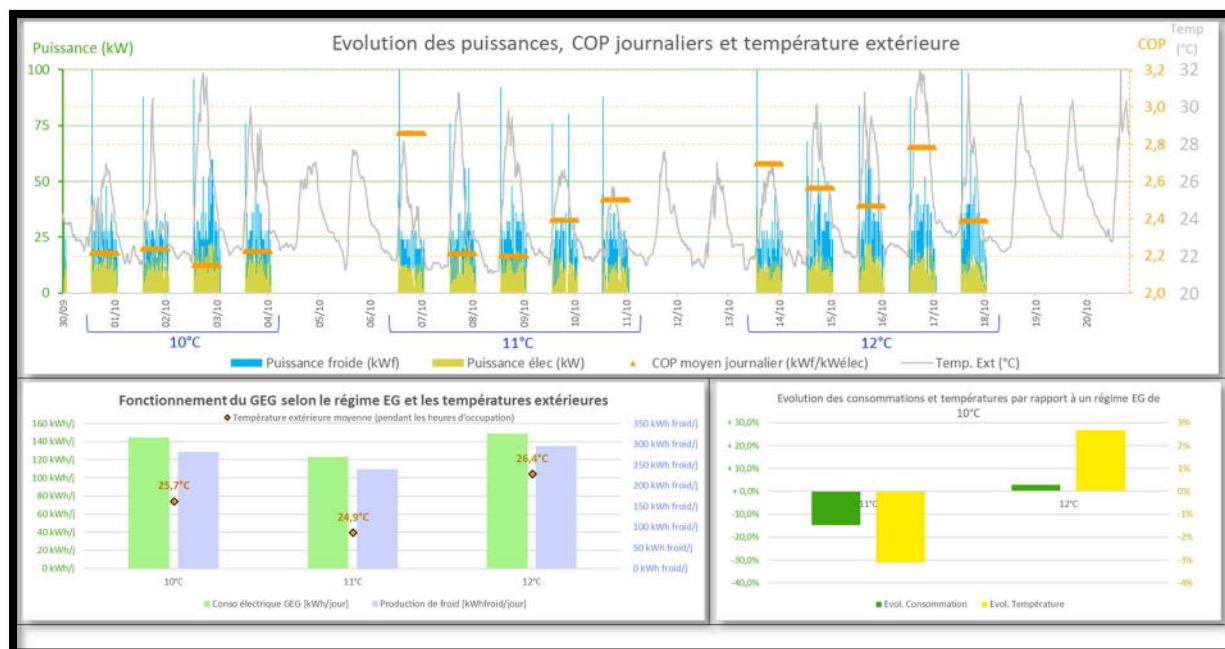 Evolution des puissances, COP journaliers et température extérieure
Puissance (kW)
COP
Temp
(°C)
100
75
50
25
0
3,2
3,0
2,8
2,6
2,4
2,2
2,0
32
30
28
26
24
22
20
30/09
01/10
02/10
03/10
04/10
05/10
06/10
07/10
08/10
09/10
10/10
11/10
12/10
13/10
14/10
15/10
16/10
17/10
18/10
19/10
20/10
10°C
11°C
12°C
Puissance froide (kWf)
Puissance élec (kW)
COP moyen journalier (kWf/kWélec)
Temp. Ext (°C)
Fonctionnement du GEG selon le régime EG et les températures extérieures
Température extérieure moyenne (pendant les heures d'occupation)
160 kWh/j
140 kWh/j
120 kWh/j
100 kWh/j
80 kWh/j
60 kWh/j
40 kWh/j
20 kWh/j
0 kWh/j
350 kWh froid/j
300 kWh froid/j
250 kWh froid/j
200 kWh froid/j
150 kWh froid/j
100 kWh froid/j
50 kWh froid/j
0 kWh froid/j
25,7°C
24,9°C
26,4°C
10°C
11°C
12°C
Conso électrique GEG [kWh/jour]
Production de froid [kWhfroid/jour]
Evolution des consommations et températures par rapport à un régime EG de
10°C
+ 30,0%
+ 20,0%
+ 10,0%
+ 0,0%
-10,0%
-20,0%
-30,0%
-40,0%
3%
2%
1%
0%
-1%
-2%
-3%
-4%
11°C
12°C
Evol. Consommation
Evol. Température